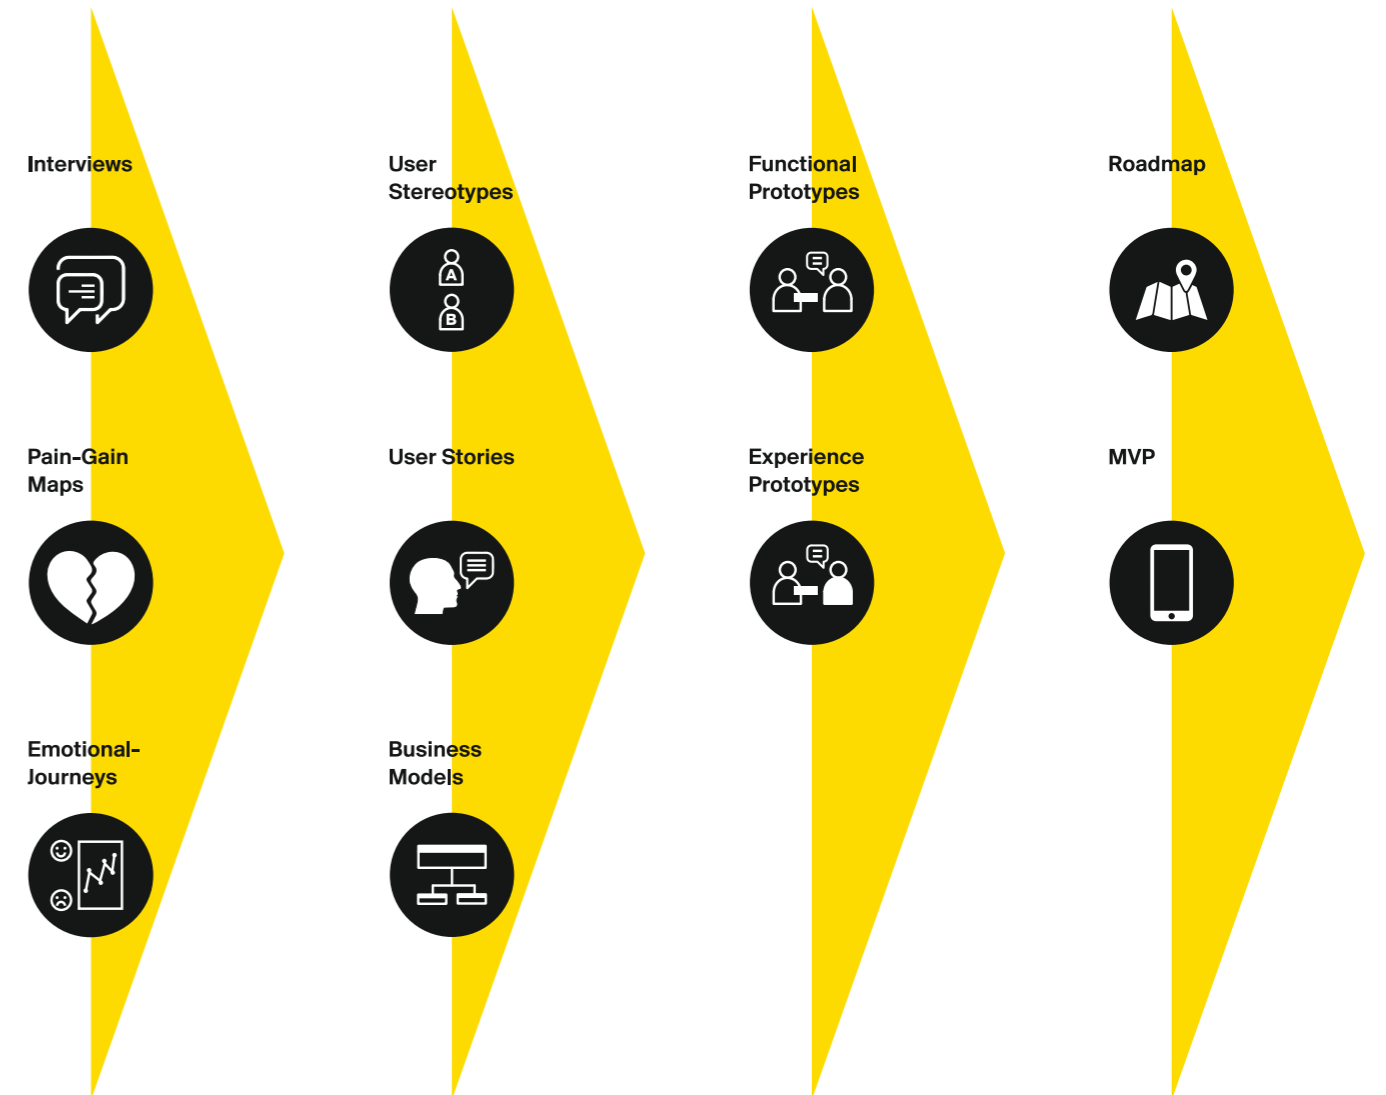 Interviews
Pain-Gain
Maps
Emotional-
Journeys
User
Stereotypes
A
B
User Stories
Business
Models
Functional
Prototypes
Experience
Prototypes
Roadmap
MVP